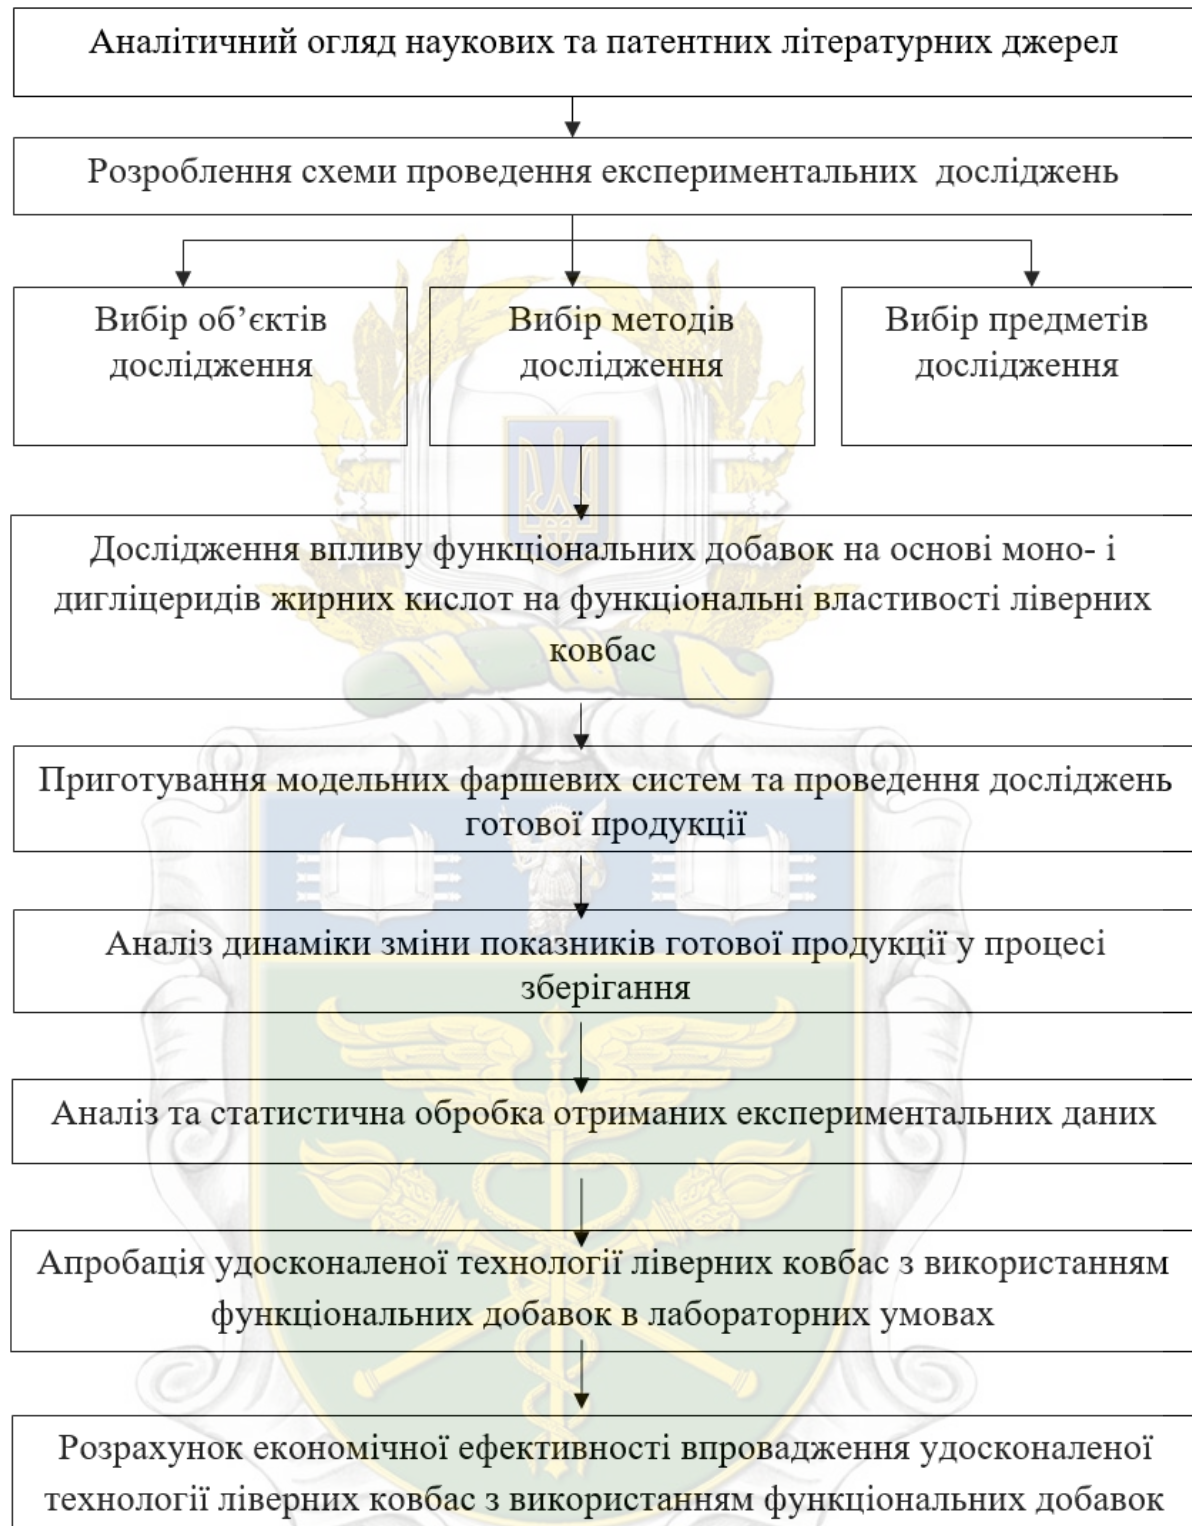 Аналітичний огляд наукових та патентних літературних джерел
Розроблення схеми проведення експериментальних досліджень
Вибір об’єктів
дослідження
Вибір методів
дослідження
Вибір предметів
дослідження
Дослідження впливу функціональних добавок на основі моно- і
дигліцеридів жирних кислот на функціональні властивості ліверних
ковбас
Приготування модельних фаршевих систем та проведення досліджень
готової продукції
Аналіз динаміки зміни показників готової продукції у процесі
зберігання
Аналіз та статистична обробка отриманих експериментальних даних
Апробація удосконаленої технології ліверних ковбас з використанням
функціональних добавок в лабораторних умовах
Розрахунок економічної ефективності впровадження удосконаленої
технології ліверних ковбас з використанням функціональних добавок